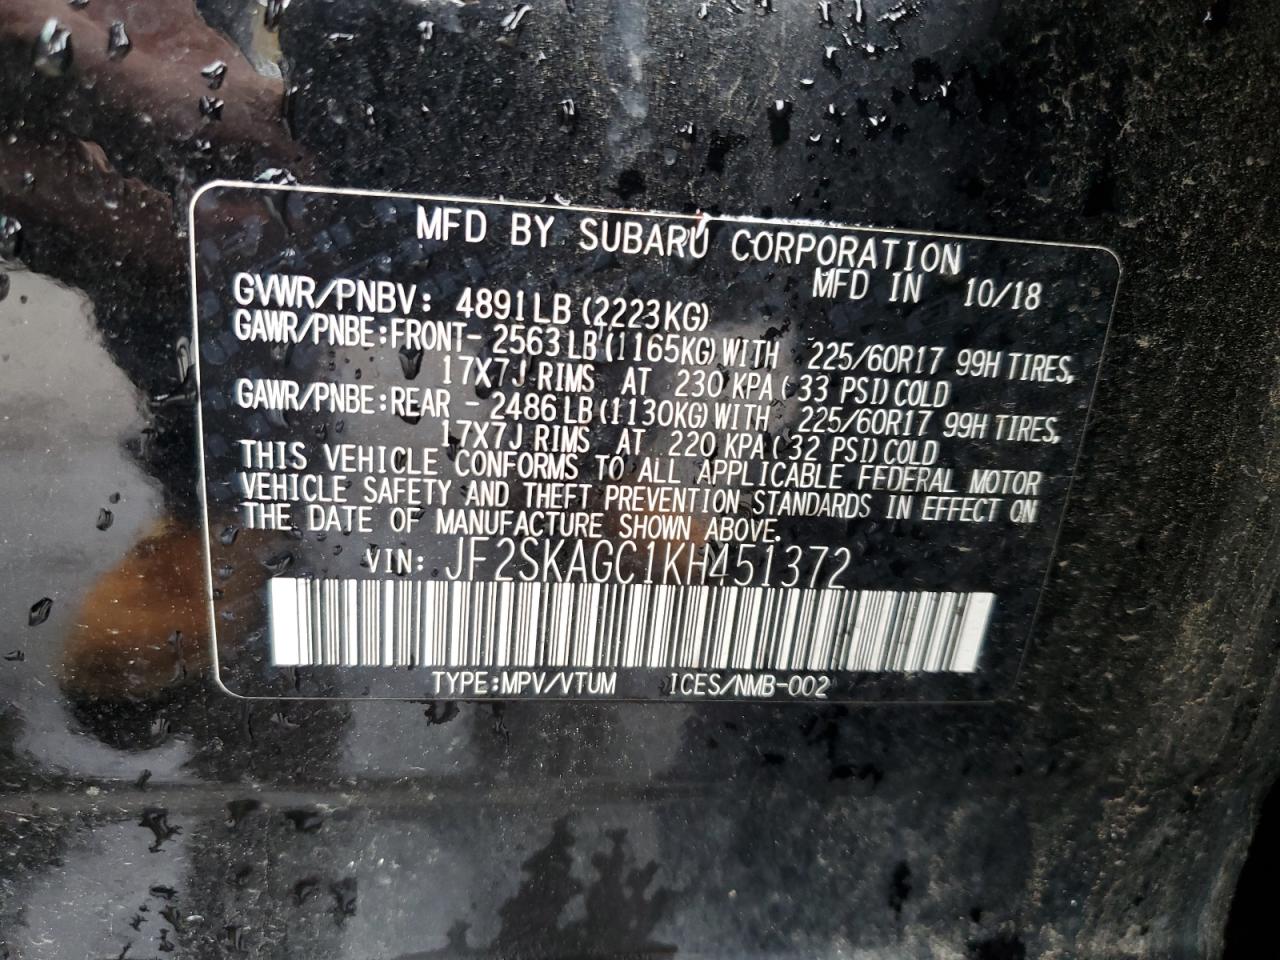 MFD BY SUBARU CORPORATION
MFD IN 10/18
GVWR/PNBV: 4891LB (2223KG)
GAWR/PNBE:FRONT- 2563 LB(1165KG)WITH 225/60R17 99H TIRES,
17X7J RIMS AT 230 KPA( 33 PSI)COLD
GAWR/PNBE:REAR - 2486 LB(1130KG)WITH 225/60R17 99H TIRES,
17X7J RIMS AT 220 KPA( 32 PSI)COLD
THIS VEHICLE CONFORMS TO ALL APPLICABLE FEDERAL MOTOR
VEHICLE SAFETY AND THEFT PREVENTION STANDARDS IN EFFECT ON
THE DATE OF MANUFACTURE SHOWN ABOVE.
VIN: JF2SKAGC1KH451372
TYPE:MPV/VTUM ICES/NMB-002